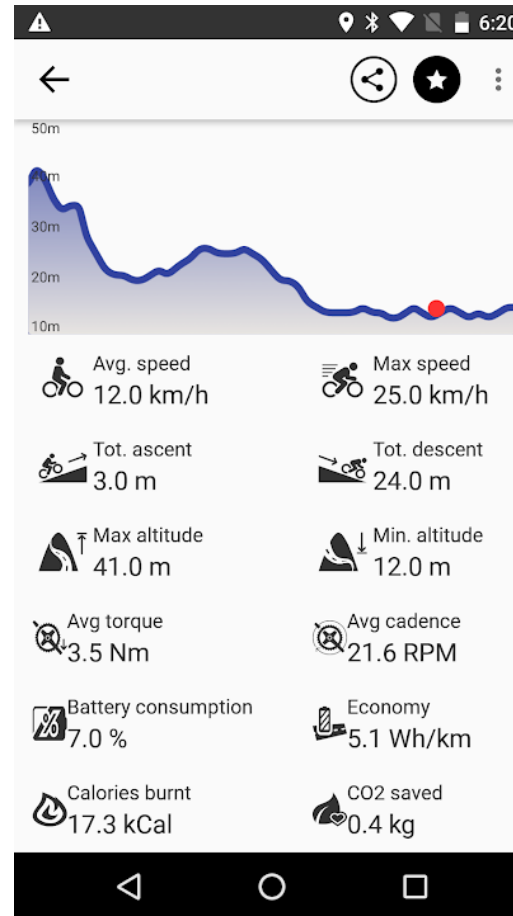 6:20
50m
40m
30m
20m
10m
Avg. speed
12.0 km/h
Max speed
25.0 km/h
Tot. ascent
3.0 m
Tot. descent
24.0 m
Max altitude
41.0 m
Min. altitude
12.0 m
Avg torque
3.5 Nm
Avg cadence
21.6 RPM
Battery consumption
7.0 %
Economy
5.1 Wh/km
Calories burnt
17.3 kCal
CO2 saved
0.4 kg